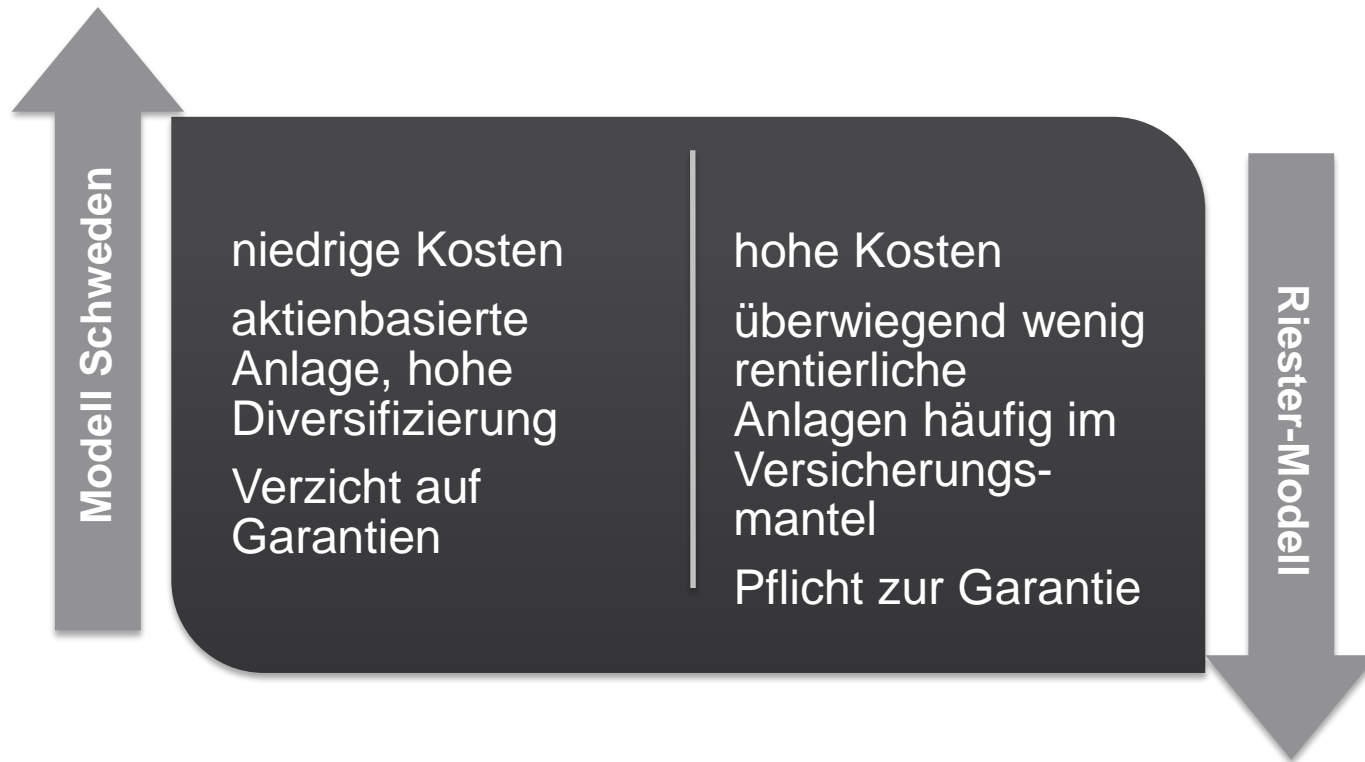 Modell Schweden
niedrige Kosten
aktienbasierte
Anlage, hohe
Diversifizierung
Verzicht auf
Garantien
hohe Kosten
überwiegend wenig
rentierliche
Anlagen häufig im
Versicherungs-
mantel
Pflicht zur Garantie
Riester-Modell